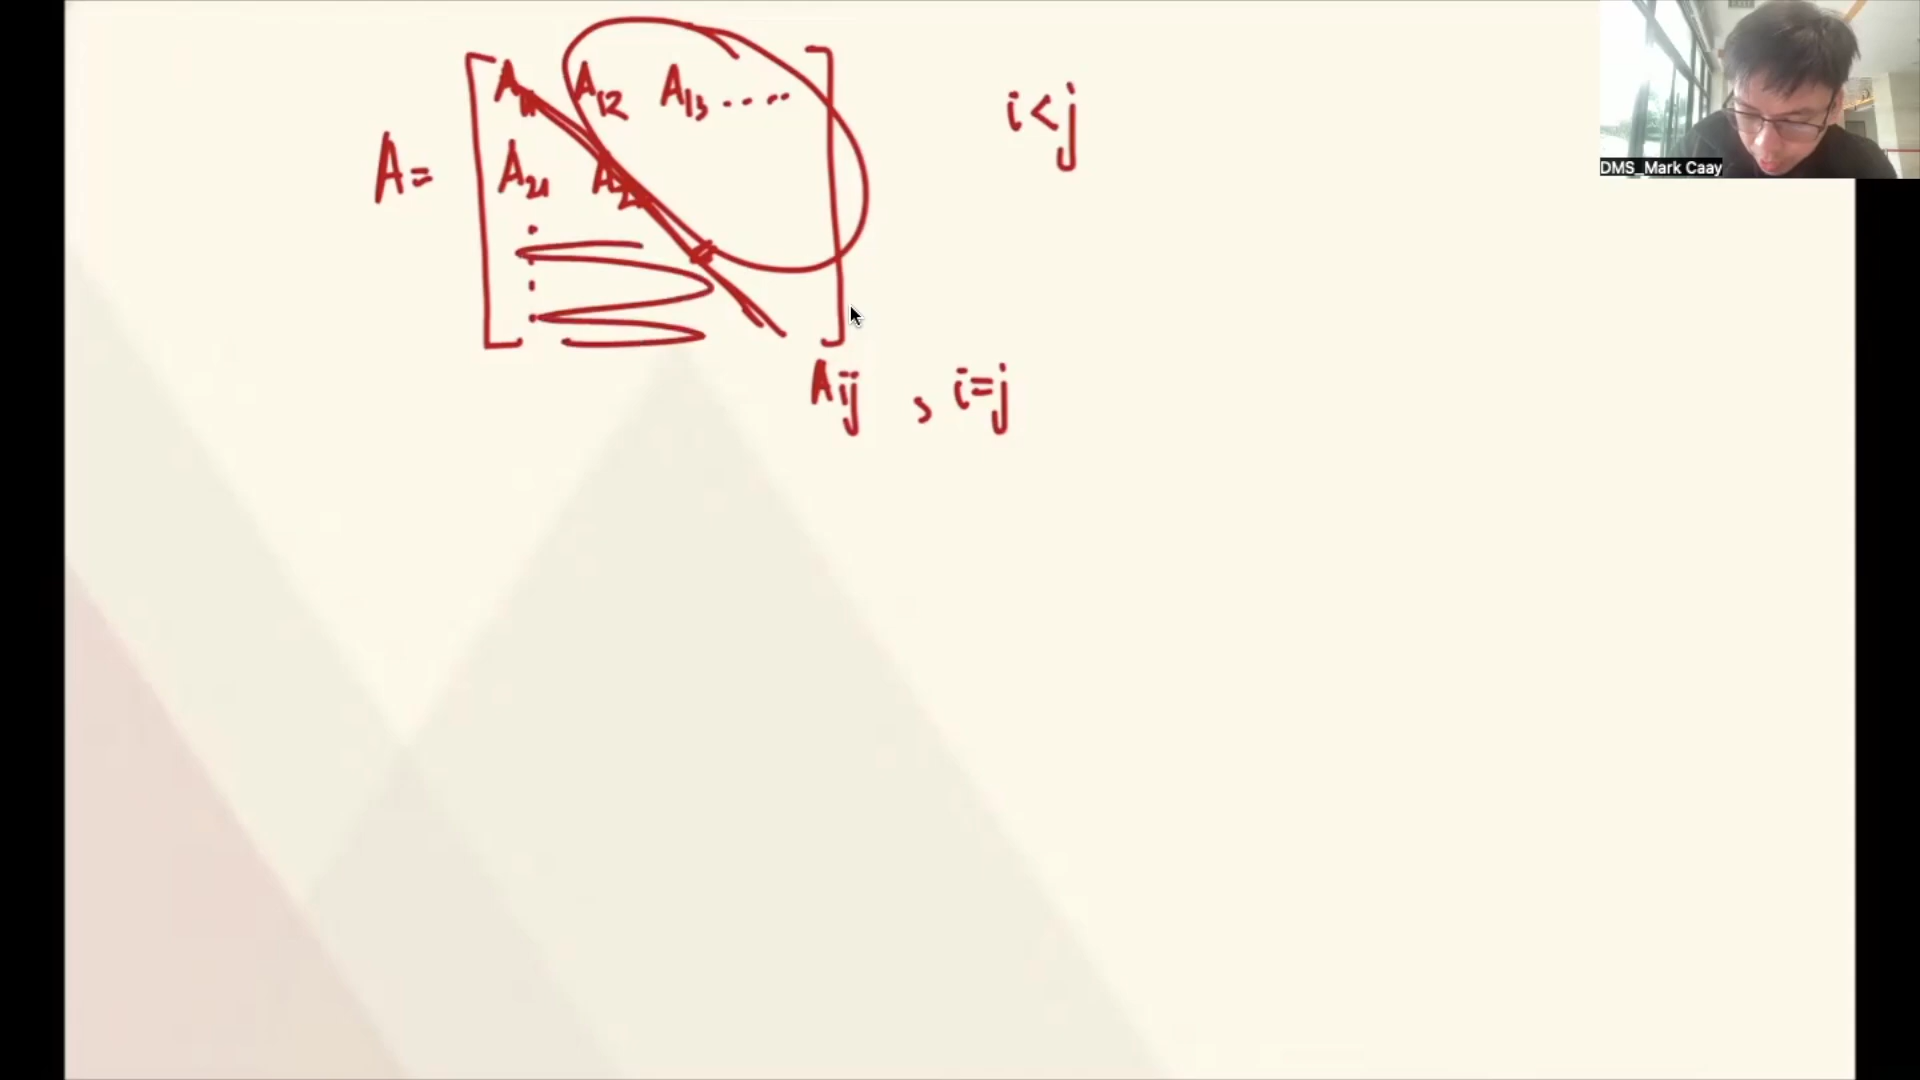 A11 A12 A13 ..... i<j
A= A21 A22
Aij , i=j
DMS_Mark Caay